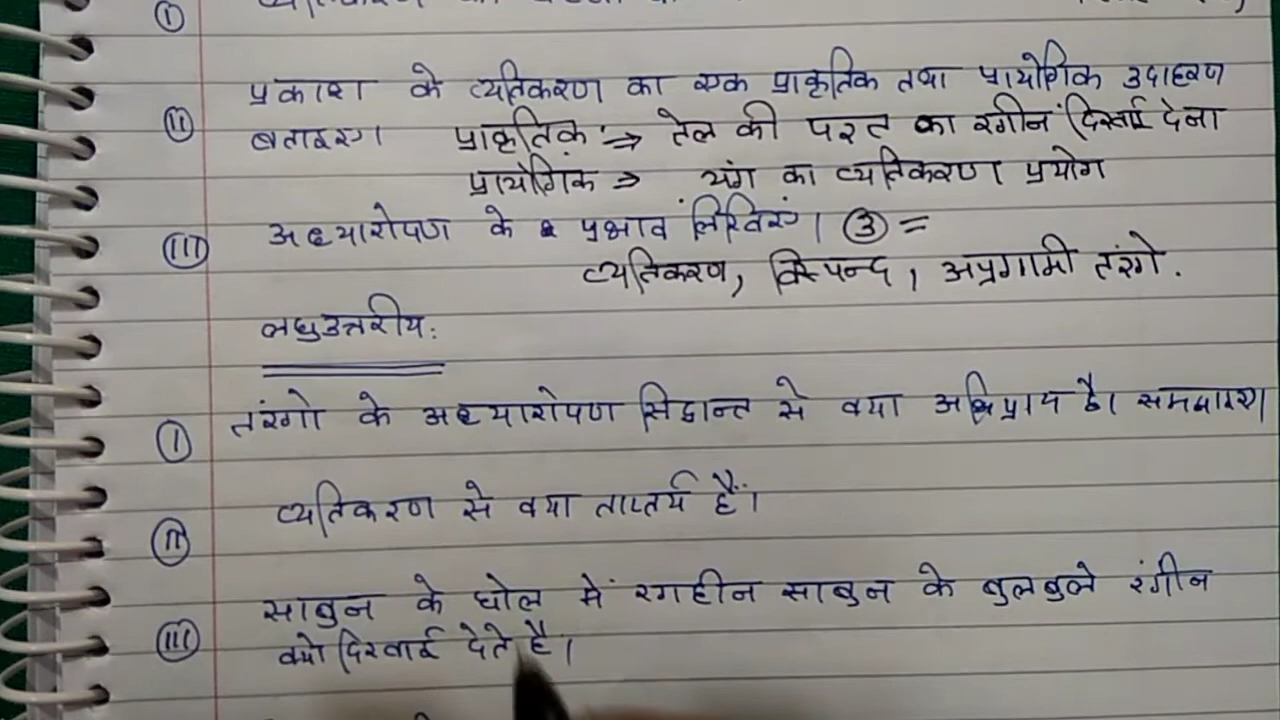 (I)
प्रकाश के व्यतिकरण का एक प्राकृतिक तथा प्रायोगिक उदाहरण
(II) बताइए। प्राकृतिक ⇒ तेल की परत का रंगीन दिखाई देना
प्रायोगिक ⇒ यंग का व्यतिकरण प्रयोग
(III) अध्यारोपण के प्रभाव लिखिए। (3) =
व्यतिकरण, विस्पन्द, अप्रगामी तंरगे.
लघुउत्तरीय:
(I) तंरगो के अध्यारोपण सिद्धान्त से क्या अभिप्राय है। समझाइए।
(II) व्यतिकरण से क्या तात्पर्य हैं।
(III) साबुन के घोल में रंगहीन साबुन के बुलबुले रंगीन
क्यो दिखाई देते है।